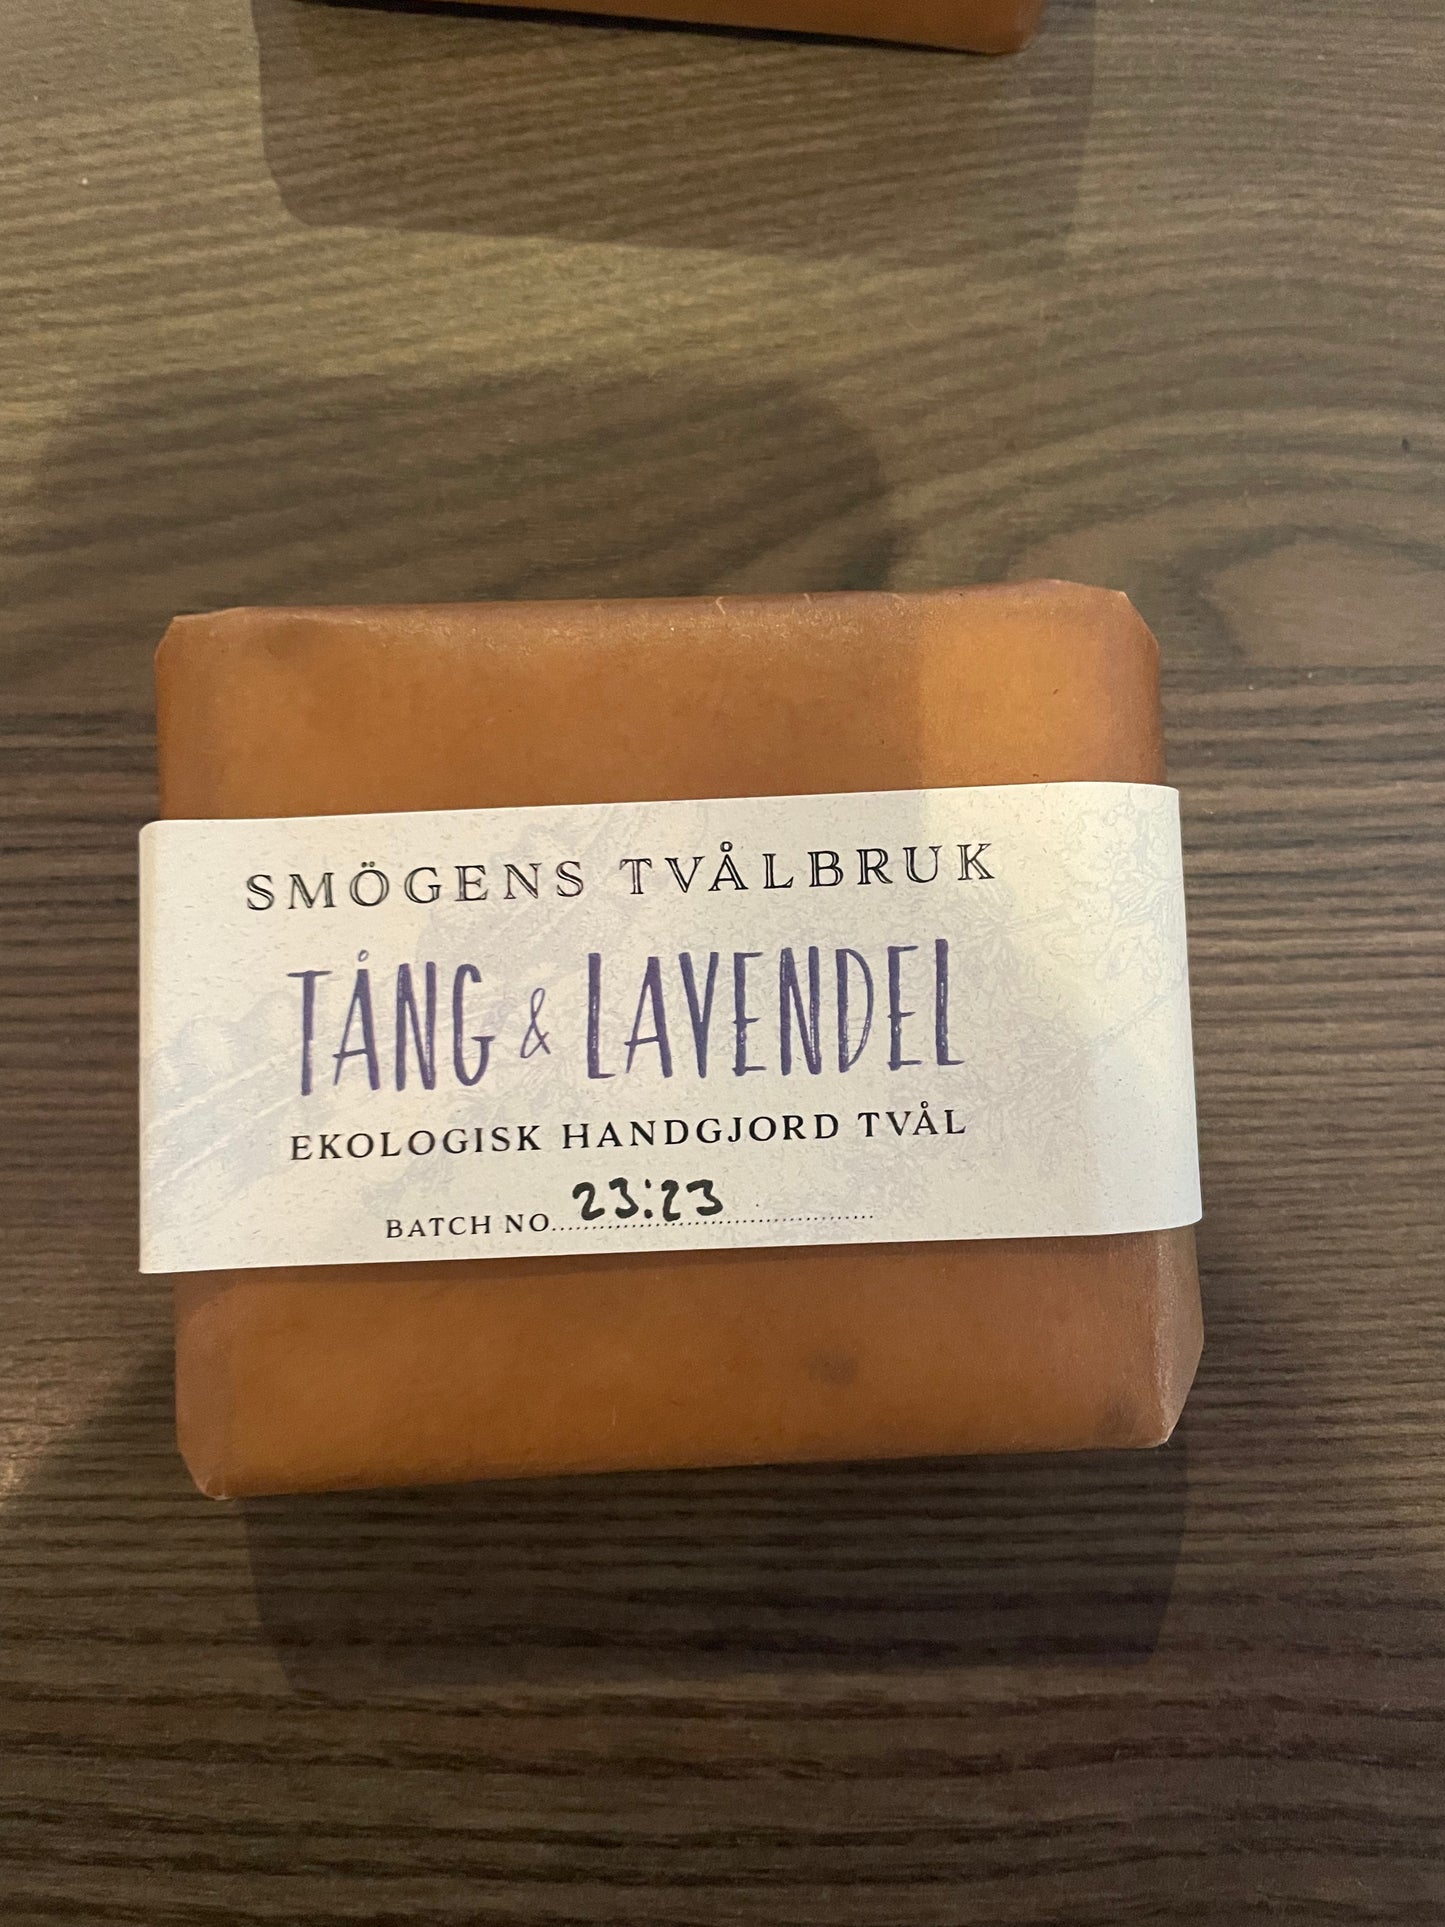 SMÖGENS TVÅLBRUK
TÅNG & LAVENDEL
EKOLOGISK HANDGJORD TVÅL
BATCH NO. 23:23